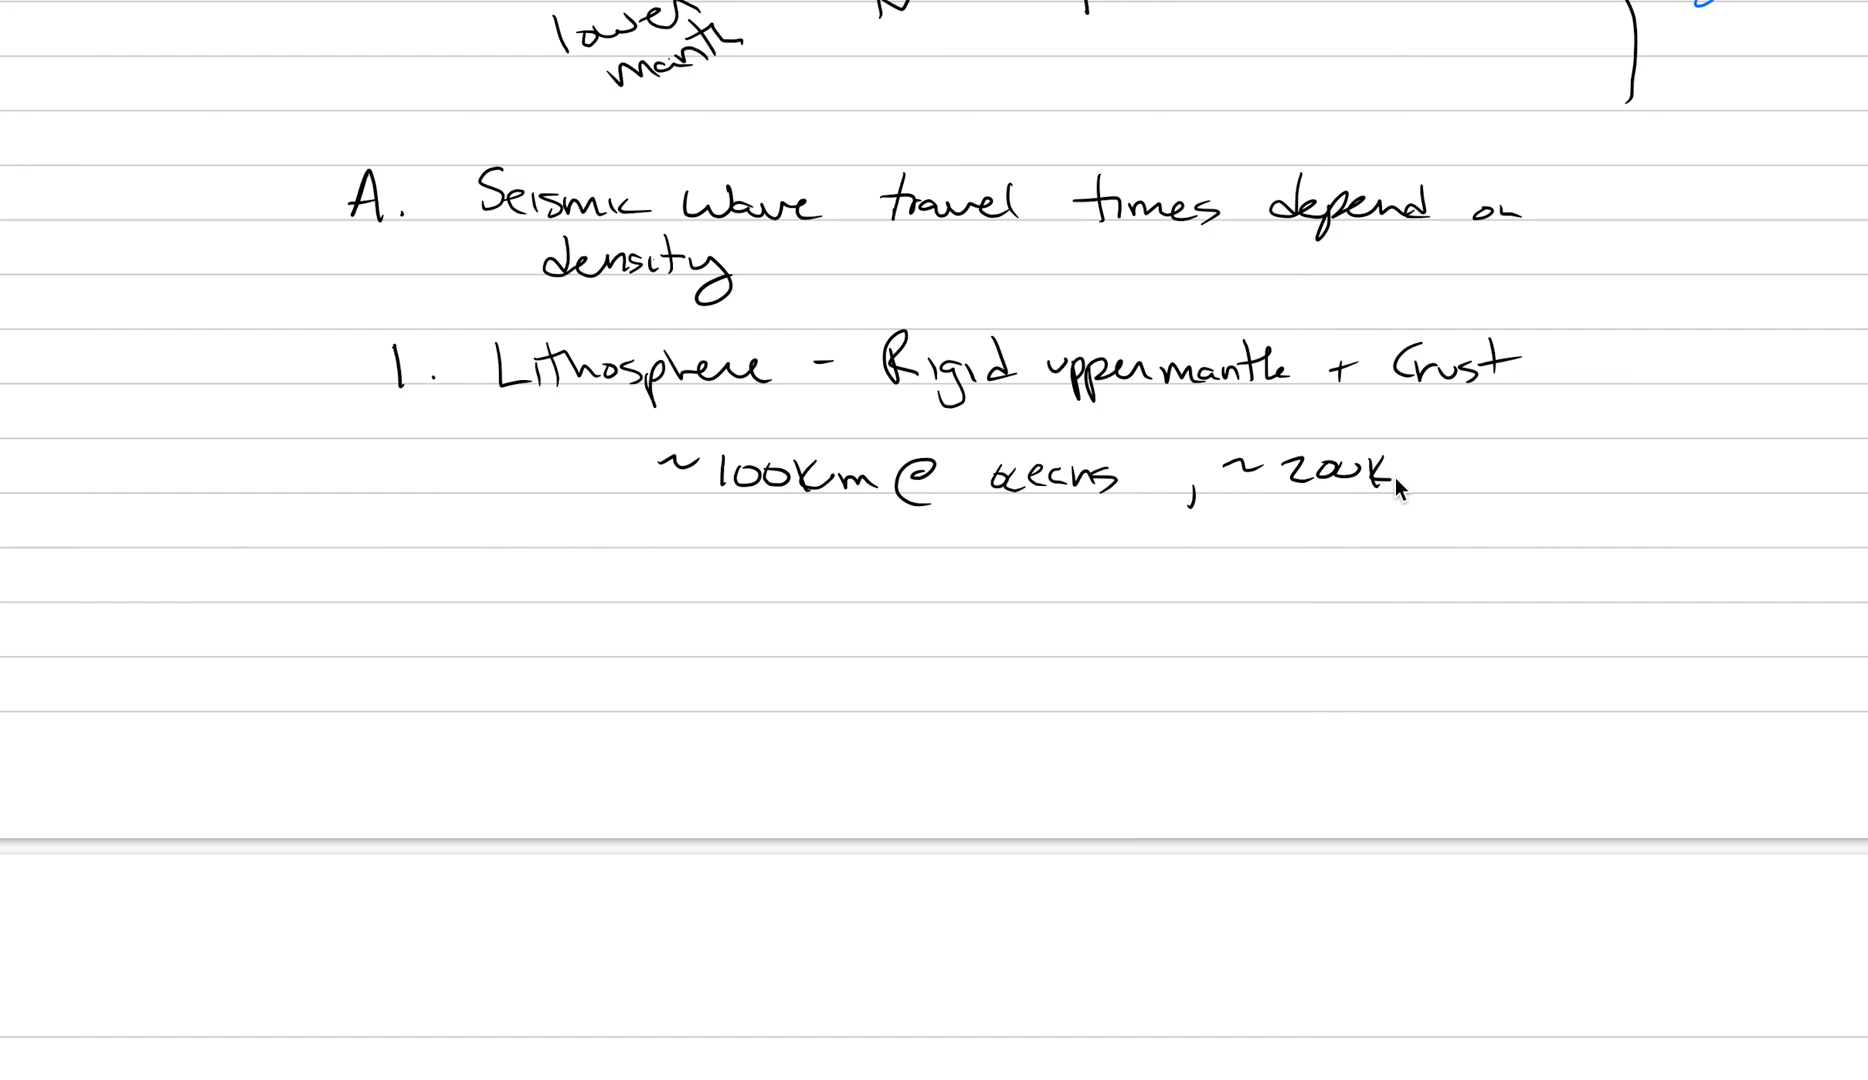 lower
mantle
A. Seismic Wave travel times depend on
density
1. Lithosphere - Rigid upper mantle + Crust
~100km @ oceans, ~200k